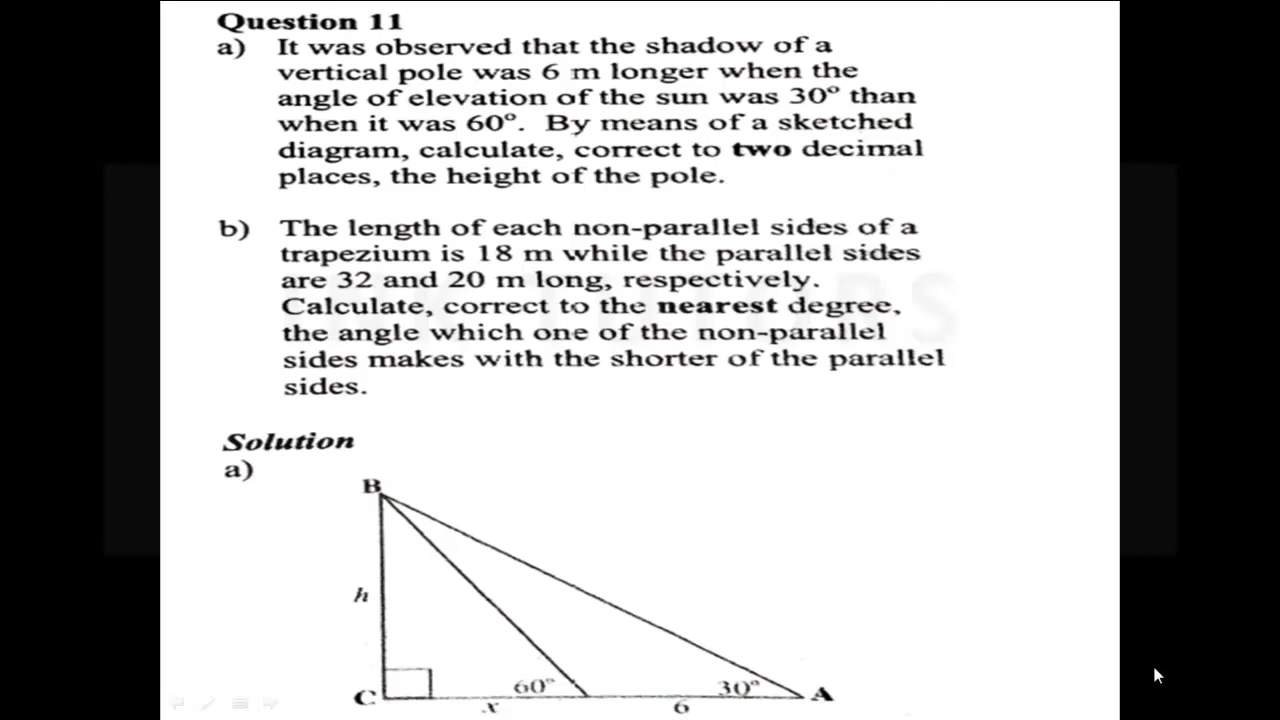 Question 11
a) It was observed that the shadow of a
vertical pole was 6 m longer when the
angle of elevation of the sun was 30° than
when it was 60°. By means of a sketched
diagram, calculate, correct to two decimal
places, the height of the pole.
b) The length of each non-parallel sides of a
trapezium is 18 m while the parallel sides
are 32 and 20 m long, respectively.
Calculate, correct to the nearest degree,
the angle which one of the non-parallel
sides makes with the shorter of the parallel
sides.
Solution
a)
B
h
C 60° 30° A
x 6